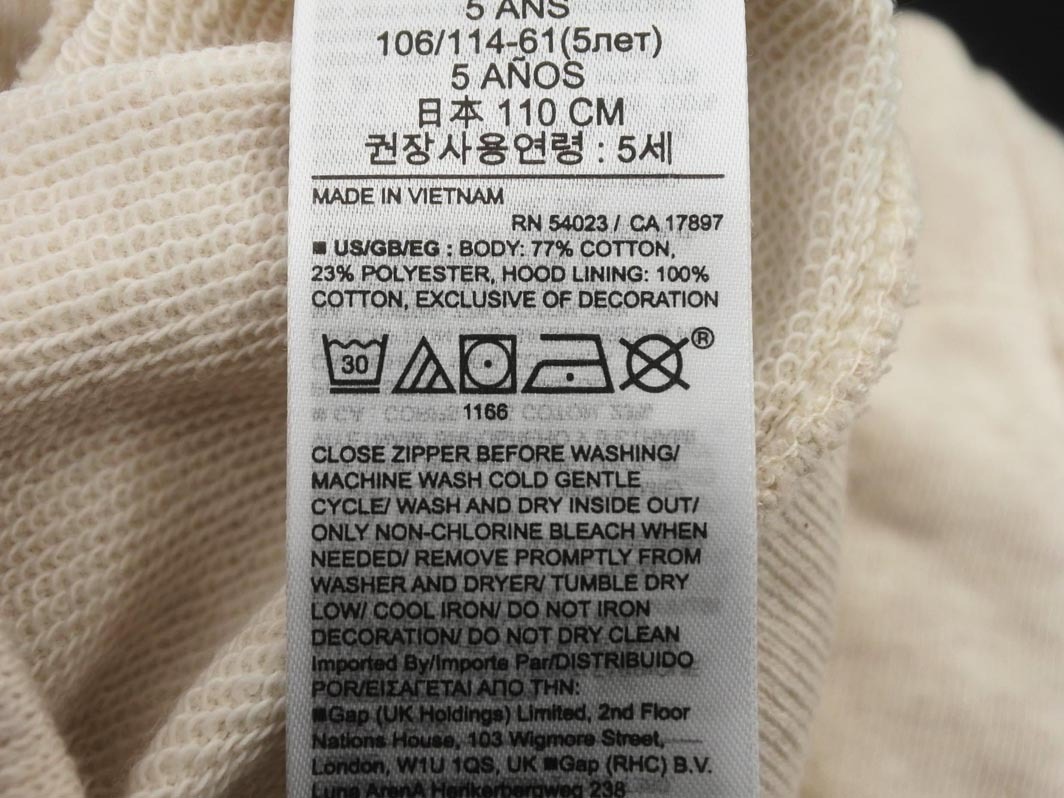 5 ANS
106/114-61(5лет)
5 AÑOS
日本 110 CM
권장사용연령 : 5세
MADE IN VIETNAM
RN 54023 / CA 17897
■ US/GB/EG : BODY: 77% COTTON,
23% POLYESTER, HOOD LINING: 100%
COTTON, EXCLUSIVE OF DECORATION
30
®
1166
CLOSE ZIPPER BEFORE WASHING/
MACHINE WASH COLD GENTLE
CYCLE/ WASH AND DRY INSIDE OUT/
ONLY NON-CHLORINE BLEACH WHEN
NEEDED/ REMOVE PROMPTLY FROM
WASHER AND DRYER/ TUMBLE DRY
LOW/ COOL IRON/ DO NOT IRON
DECORATION/ DO NOT DRY CLEAN
Imported By/Importe Par/DISTRIBUIDO
POR/ΕΙΣΑΓΕΤΑΙ ΑΠΟ ΤΗΝ:
■Gap (UK Holdings) Limited, 2nd Floor
Nations House, 103 Wigmore Street,
London, W1U 1QS, UK ■Gap (RHC) B.V.
Luna ArenA Herikerbergweg 238